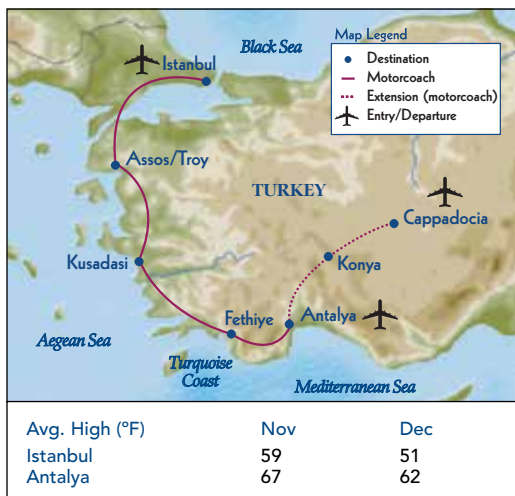 Black Sea
Map Legend
Destination
Motorcoach
Extension (motorcoach)
Entry/Departure
Istanbul
Assos/Troy
TURKEY
Cappadocia
Konya
Kusadasi
Fethiye
Antalya
Aegean Sea
Turquoise
Coast
Mediterranean Sea
Avg. High (ºF) Nov Dec
Istanbul 59 51
Antalya 67 62